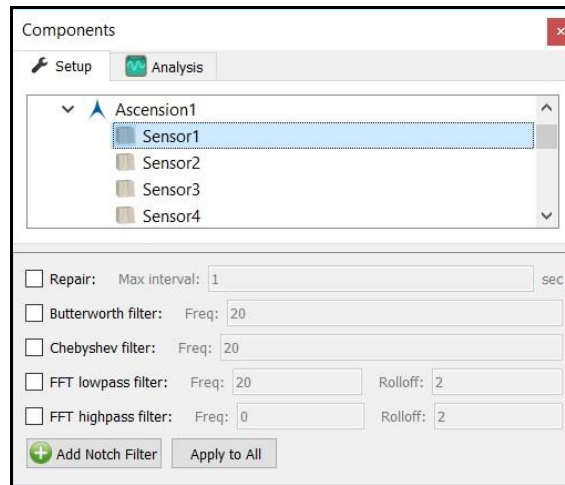 Components
Setup Analysis
Ascension1
Sensor1
Sensor2
Sensor3
Sensor4
Repair: Max interval: 1 sec
Butterworth filter: Freq: 20
Chebyshev filter: Freq: 20
FFT lowpass filter: Freq: 20 Rolloff: 2
FFT highpass filter: Freq: 0 Rolloff: 2
Add Notch Filter Apply to All